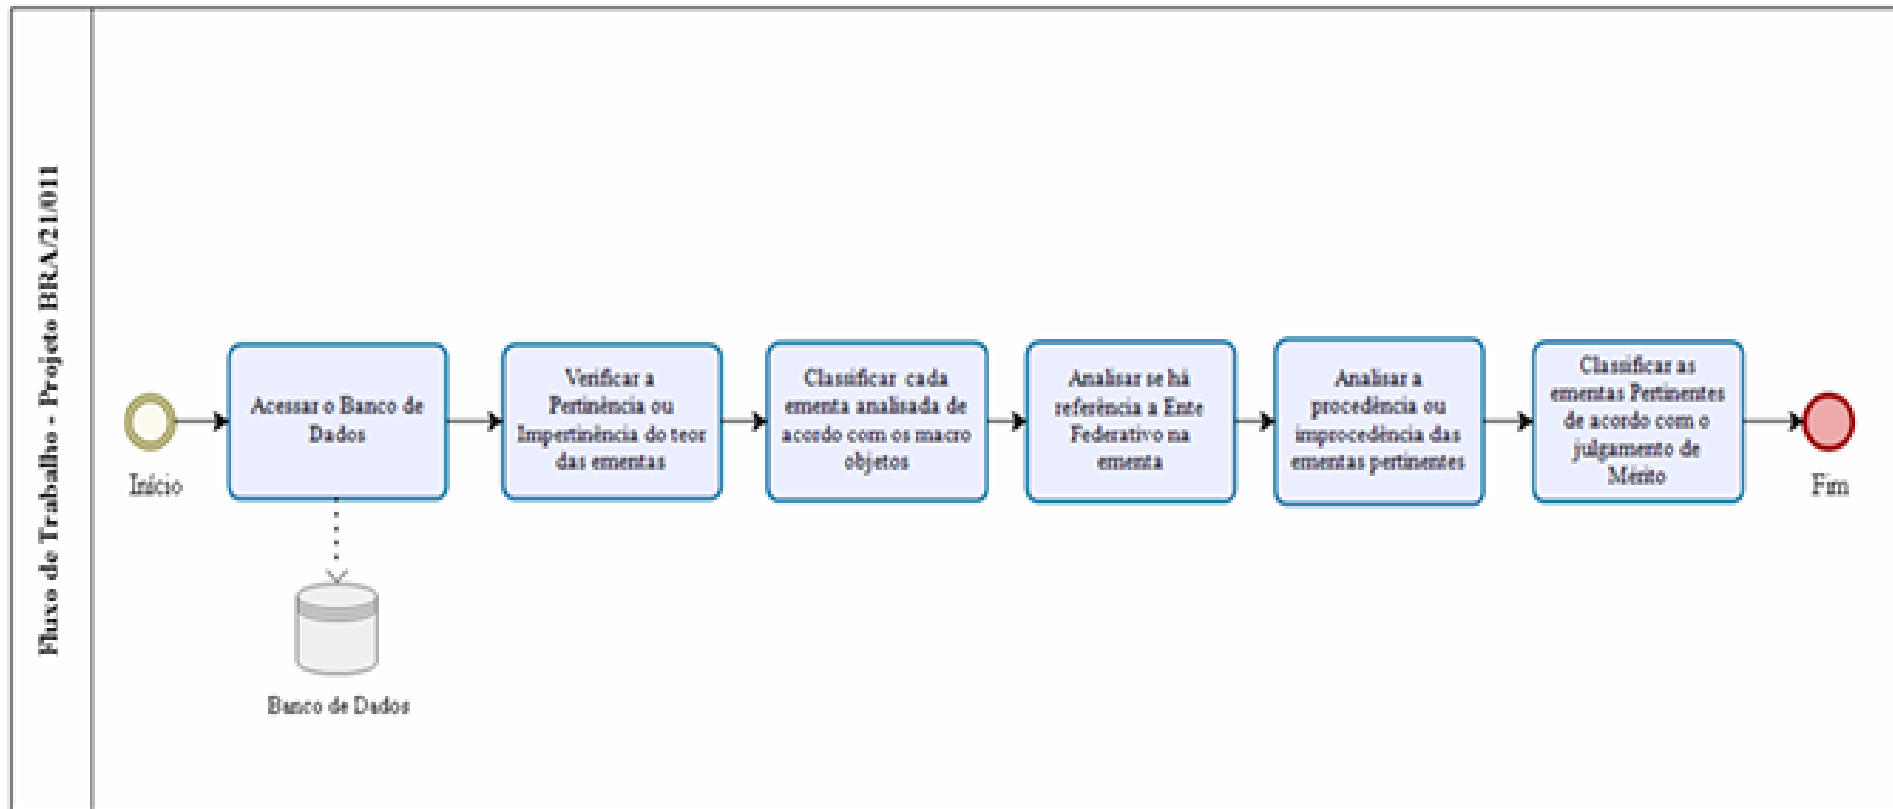 Fluxo de Trabalho - Projeto BRA/21/011
Início
Acessar o Banco de
Dados
Banco de Dados
Verificar a
Pertinência ou
Impertinência do teor
das ementas
Classificar cada
ementa analisada de
acordo com os macro
objetos
Analisar se há
referência a Ente
Federativo na
ementa
Analisar a
procedência ou
improcedência das
ementas pertinentes
Classificar as
ementas Pertinentes
de acordo com o
julgamento de
Mérito
Fim